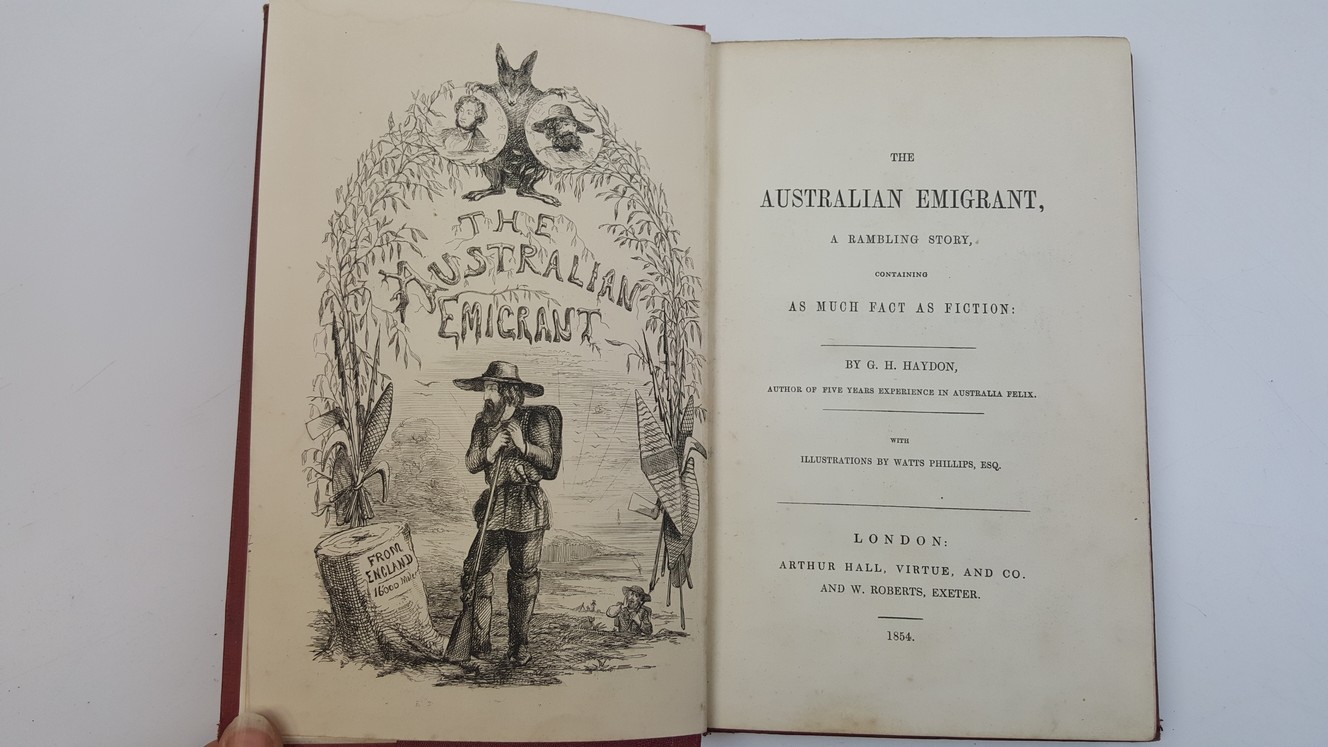 THE
AUSTRALIAN
EMIGRANT
FROM
ENGLAND
16000 Miles
THE
AUSTRALIAN EMIGRANT,
A RAMBLING STORY,
CONTAINING
AS MUCH FACT AS FICTION:
BY G. H. HAYDON,
AUTHOR OF FIVE YEARS EXPERIENCE IN AUSTRALIA FELIX.
WITH
ILLUSTRATIONS BY WATTS PHILLIPS, ESQ.
LONDON:
ARTHUR HALL, VIRTUE, AND CO.
AND W. ROBERTS, EXETER.
1854.